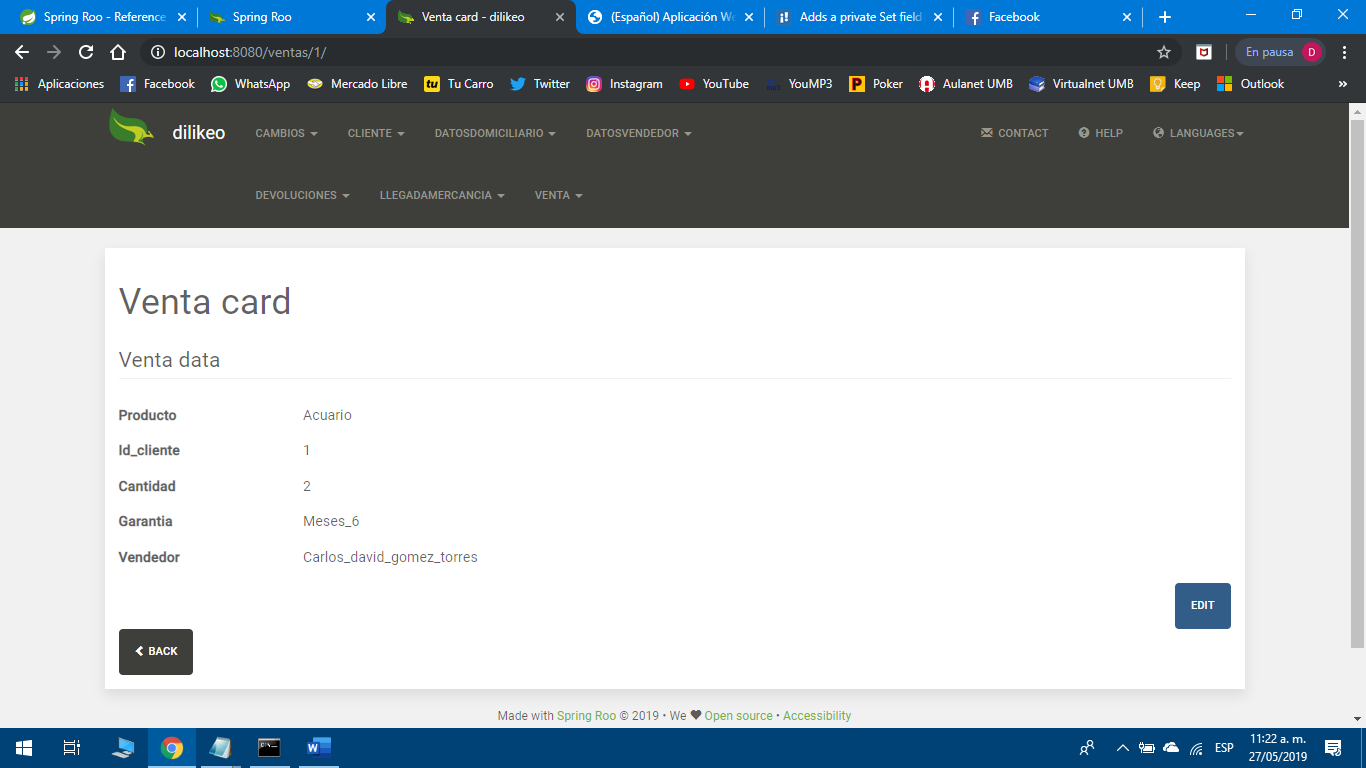 Spring Roo - Reference Spring Roo Venta card - dilikeo (Español) Aplicación We Adds a private Set field Facebook
localhost:8080/ventas/1/ En pausa D
Aplicaciones Facebook WhatsApp Mercado Libre tu Tu Carro Twitter Instagram YouTube YouMP3 P Poker Aulanet UMB Virtualnet UMB Keep Outlook »
dilikeo CAMBIOS CLIENTE DATOSDOMICILIARIO DATOSVENDEDOR CONTACT HELP LANGUAGES
DEVOLUCIONES LLEGADAMERCANCIA VENTA
Venta card
Venta data
Producto Acuario
Id_cliente 1
Cantidad 2
Garantia Meses_6
Vendedor Carlos_david_gomez_torres
EDIT
BACK
Made with Spring Roo © 2019 • We ♥ Open source • Accessibility
ESP 11:22 a. m.
27/05/2019